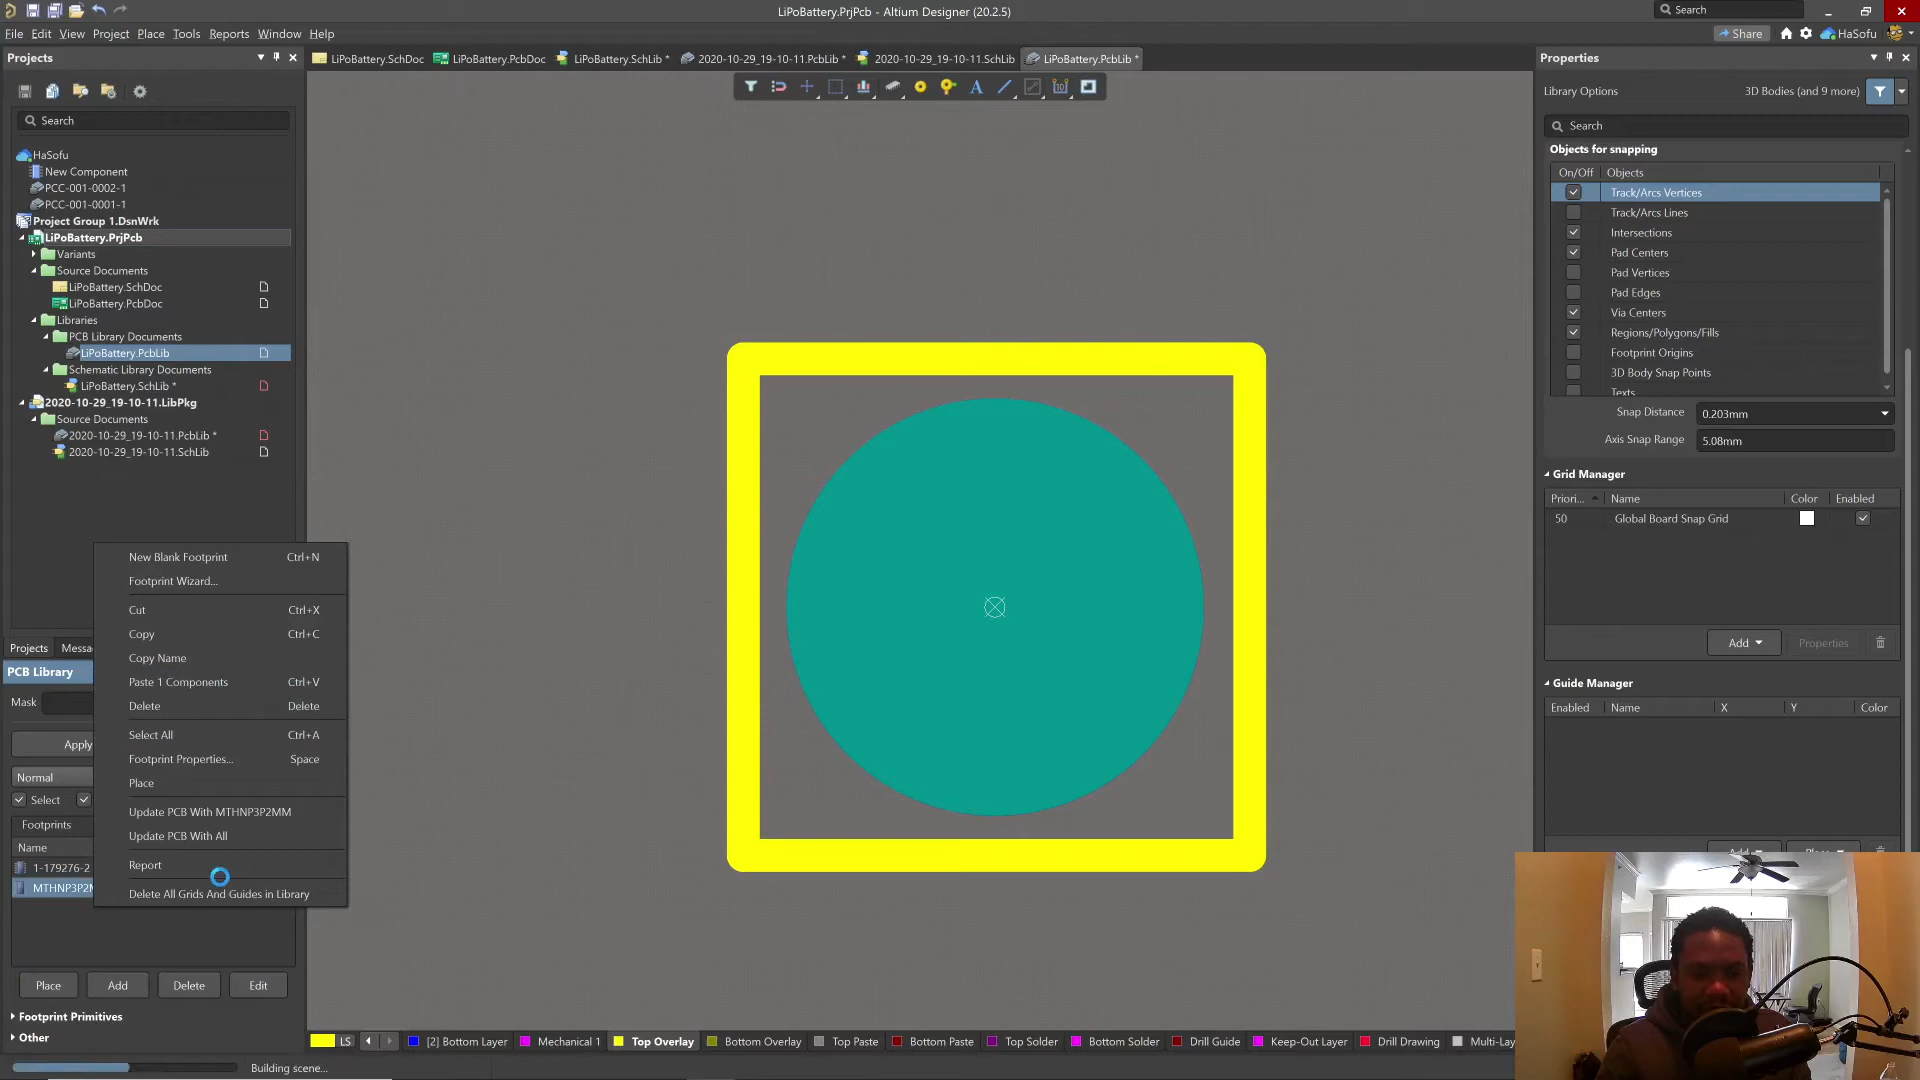 LiPoBattery.PrjPcb - Altium Designer (20.2.5)
Search
File Edit View Project Place Tools Reports Window Help
Share
HaSofu
Projects
LiPoBattery.SchDoc
LiPoBattery.PcbDoc
LiPoBattery.SchLib *
2020-10-29_19-10-11.PcbLib *
2020-10-29_19-10-11.SchLib
LiPoBattery.PcbLib *
Search
HaSofu
New Component
PCC-001-0002-1
PCC-001-0001-1
Project Group 1.DsnWrk
LiPoBattery.PrjPcb
Variants
Source Documents
LiPoBattery.SchDoc
LiPoBattery.PcbDoc
Libraries
PCB Library Documents
LiPoBattery.PcbLib
Schematic Library Documents
LiPoBattery.SchLib *
2020-10-29_19-10-11.LibPkg
Source Documents
2020-10-29_19-10-11.PcbLib *
2020-10-29_19-10-11.SchLib
New Blank Footprint Ctrl+N
Footprint Wizard...
Cut Ctrl+X
Copy Ctrl+C
Copy Name
Paste 1 Components Ctrl+V
Delete Delete
Select All Ctrl+A
Footprint Properties... Space
Place
Update PCB With MTHNP3P2MM
Update PCB With All
Report
Delete All Grids And Guides in Library
Projects Messa
PCB Library
Mask
Apply
Normal
Select
Footprints
Name
1-179276-2
MTHNP3P2M
Place Add Delete Edit
Footprint Primitives
Other
Building scene...
LS
[2] Bottom Layer
Mechanical 1
Top Overlay
Bottom Overlay
Top Paste
Bottom Paste
Top Solder
Bottom Solder
Drill Guide
Keep-Out Layer
Drill Drawing
Multi-Lay
Properties
Library Options 3D Bodies (and 9 more)
Search
Objects for snapping
On/Off Objects
Track/Arcs Vertices
Track/Arcs Lines
Intersections
Pad Centers
Pad Vertices
Pad Edges
Via Centers
Regions/Polygons/Fills
Footprint Origins
3D Body Snap Points
Texts
Snap Distance 0.203mm
Axis Snap Range 5.08mm
Grid Manager
Priori... Name Color Enabled
50 Global Board Snap Grid
Add Properties
Guide Manager
Enabled Name X Y Color